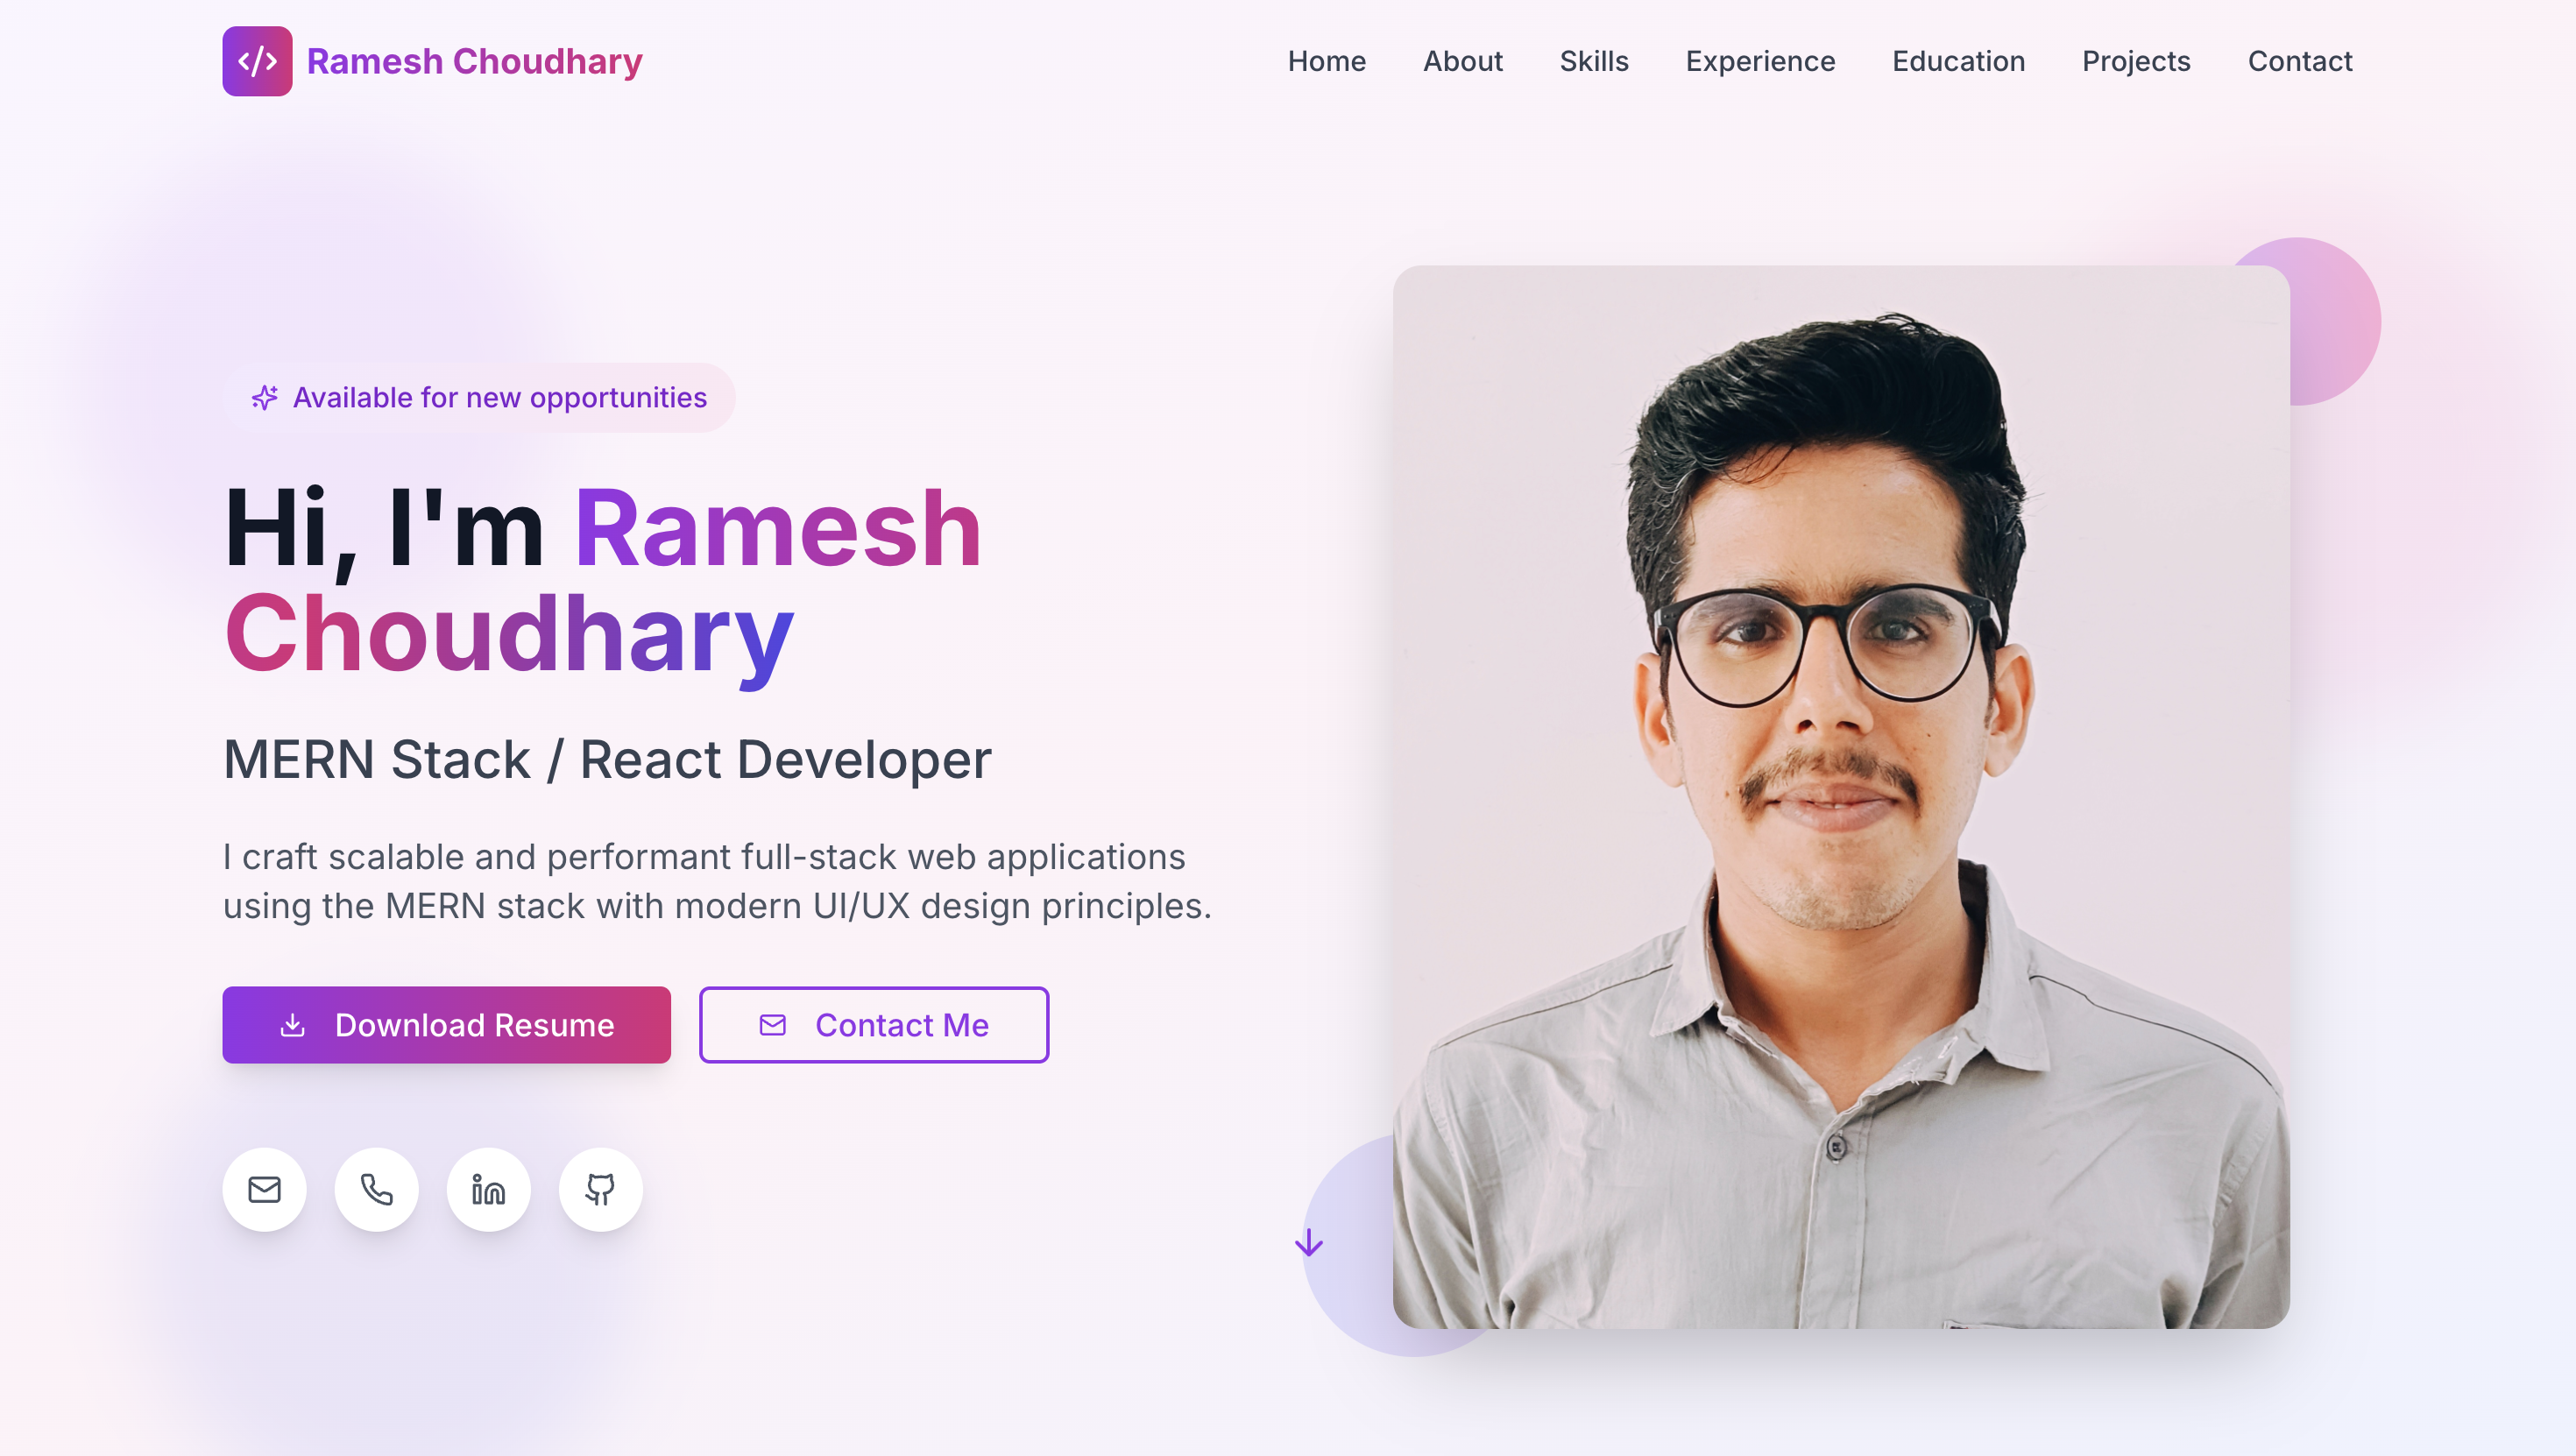 Ramesh Choudhary
Home About Skills Experience Education Projects Contact
Available for new opportunities
Hi, I'm Ramesh
Choudhary
MERN Stack / React Developer
I craft scalable and performant full-stack web applications
using the MERN stack with modern UI/UX design principles.
Download Resume
Contact Me